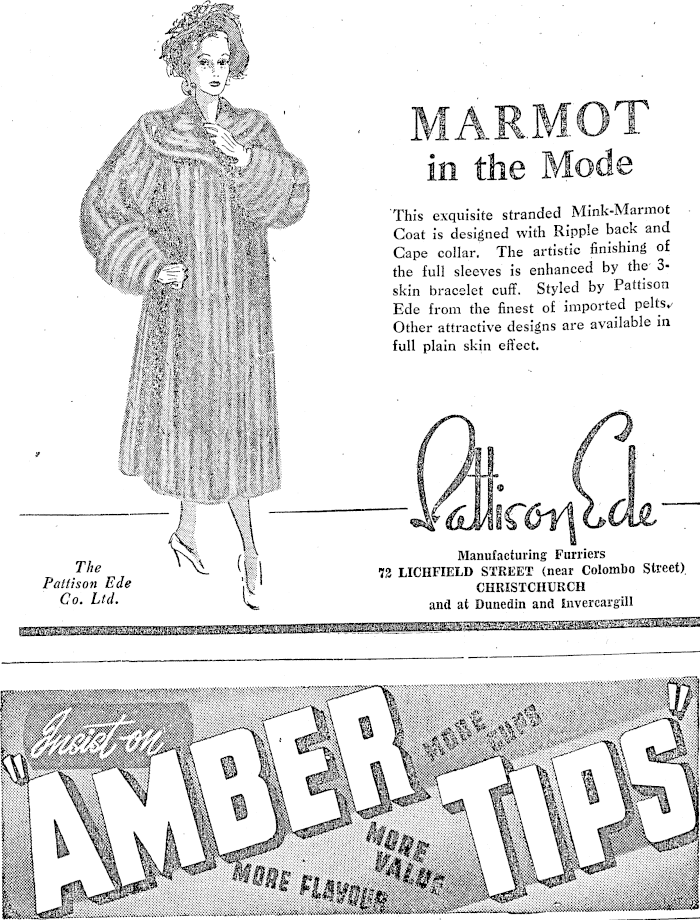 MARMOT
in the Mode
This exquisite stranded Mink-Marmot
Coat is designed with Ripple back and
Cape collar. The artistic finishing of
the full sleeves is enhanced by the 3-
skin bracelet cuff. Styled by Pattison
Ede from the finest of imported pelts.
Other attractive designs are available in
full plain skin effect.
Pattison Ede
The
Pattison Ede
Co. Ltd.
Manufacturing Furriers
72 LICHFIELD STREET (near Colombo Street)
CHRISTCHURCH
and at Dunedin and Invercargill
Insist on
"AMBER TIPS"
MORE
CUPS
MORE
VALUE
MORE FLAVOUR